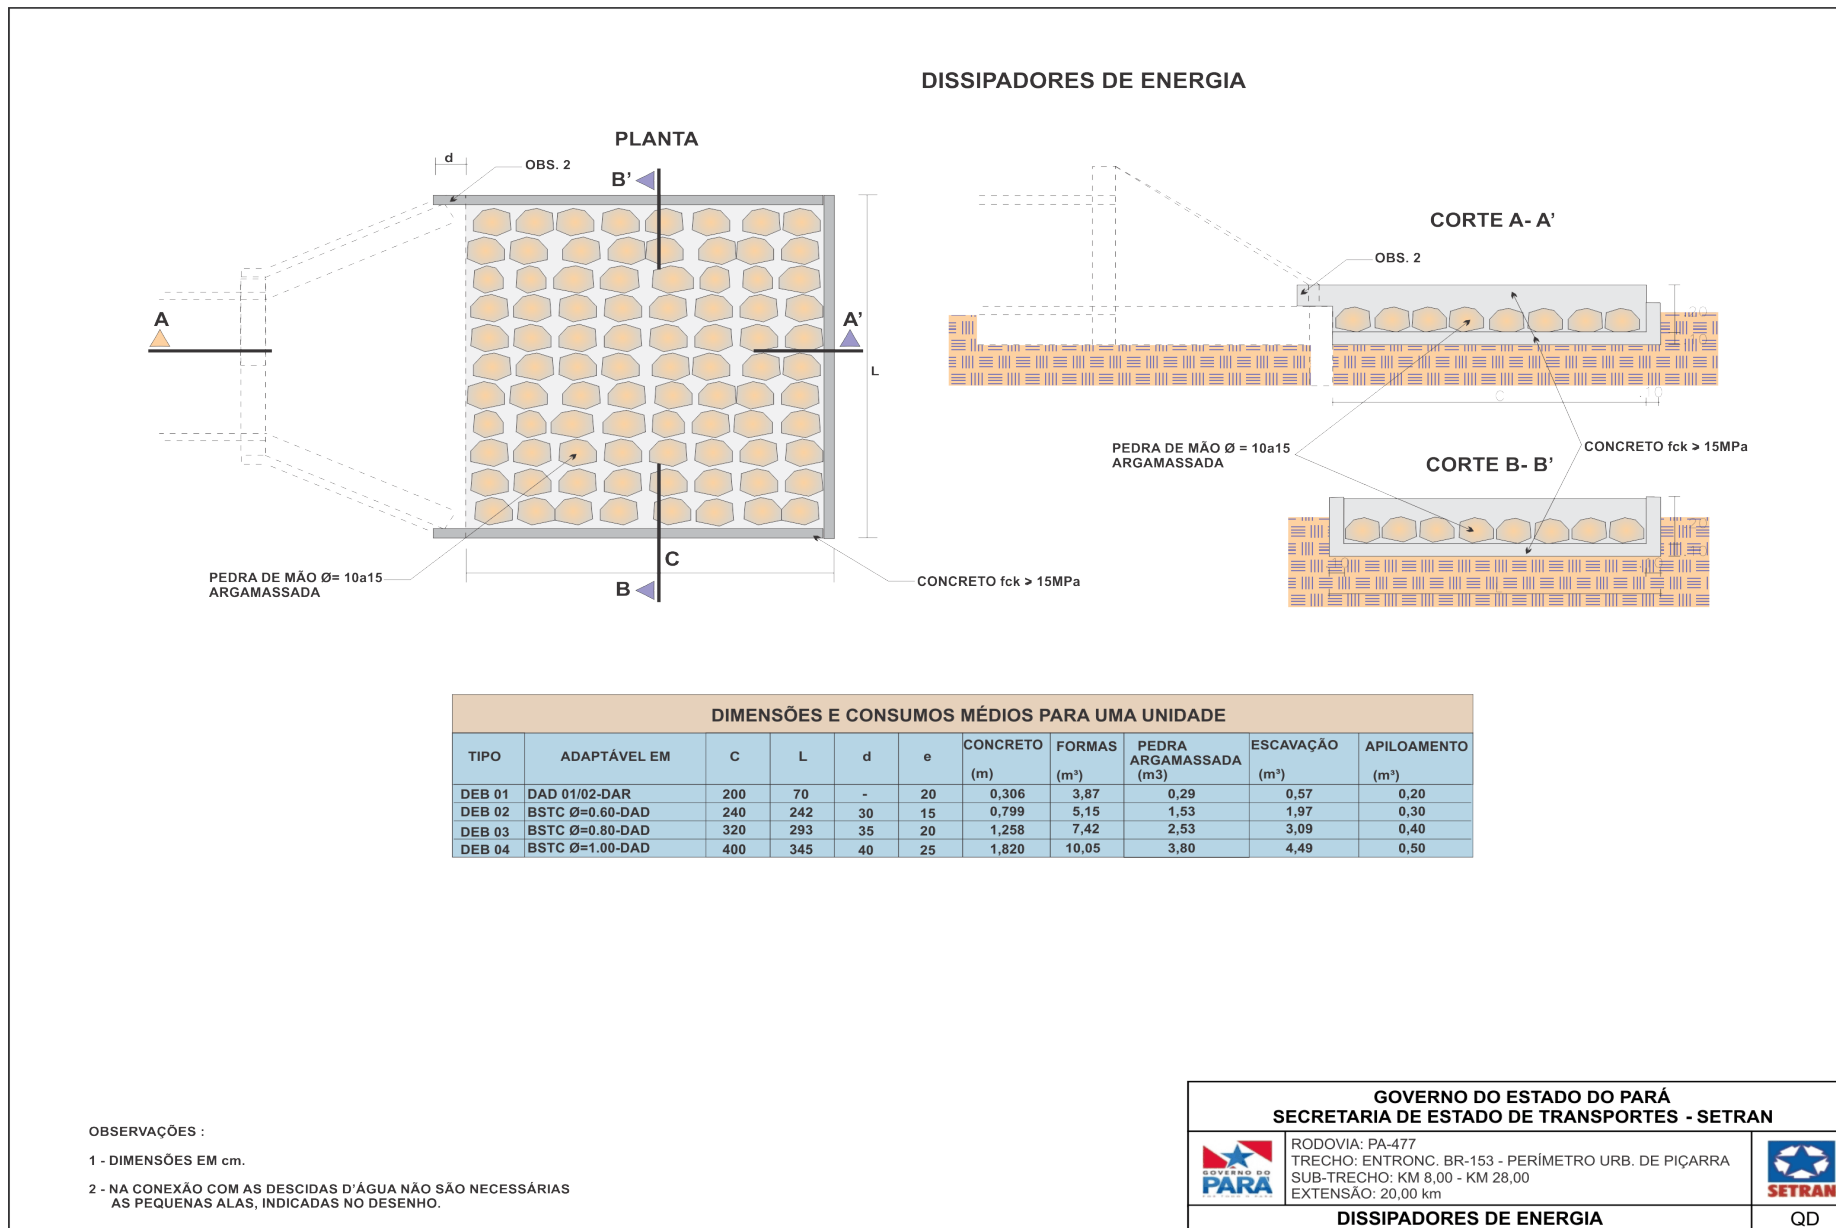 DISSIPADORES DE ENERGIA
PLANTA
d
OBS. 2
B’
A
A’
L
C
B
PEDRA DE MÃO Ø= 10a15
ARGAMASSADA
CONCRETO fck > 15MPa
CORTE A- A’
OBS. 2
C
PEDRA DE MÃO Ø = 10a15
ARGAMASSADA
CONCRETO fck > 15MPa
CORTE B- B’
DIMENSÕES E CONSUMOS MÉDIOS PARA UMA UNIDADE
TIPO ADAPTÁVEL EM C L d e CONCRETO (m) FORMAS (m³) PEDRA ARGAMASSADA (m3) ESCAVAÇÃO (m³) APILOAMENTO (m³)
DEB 01 DAD 01/02-DAR 200 70 - 20 0,306 3,87 0,29 0,57 0,20
DEB 02 BSTC Ø=0.60-DAD 240 242 30 15 0,799 5,15 1,53 1,97 0,30
DEB 03 BSTC Ø=0.80-DAD 320 293 35 20 1,258 7,42 2,53 3,09 0,40
DEB 04 BSTC Ø=1.00-DAD 400 345 40 25 1,820 10,05 3,80 4,49 0,50
OBSERVAÇÕES :
1 - DIMENSÕES EM cm.
2 - NA CONEXÃO COM AS DESCIDAS D’ÁGUA NÃO SÃO NECESSÁRIAS
AS PEQUENAS ALAS, INDICADAS NO DESENHO.
GOVERNO DO ESTADO DO PARÁ
SECRETARIA DE ESTADO DE TRANSPORTES - SETRAN
GOVERNO DO
PARÁ
RODOVIA: PA-477
TRECHO: ENTRONC. BR-153 - PERÍMETRO URB. DE PIÇARRA
SUB-TRECHO: KM 8,00 - KM 28,00
EXTENSÃO: 20,00 km
SETRAN
DISSIPADORES DE ENERGIA
QD